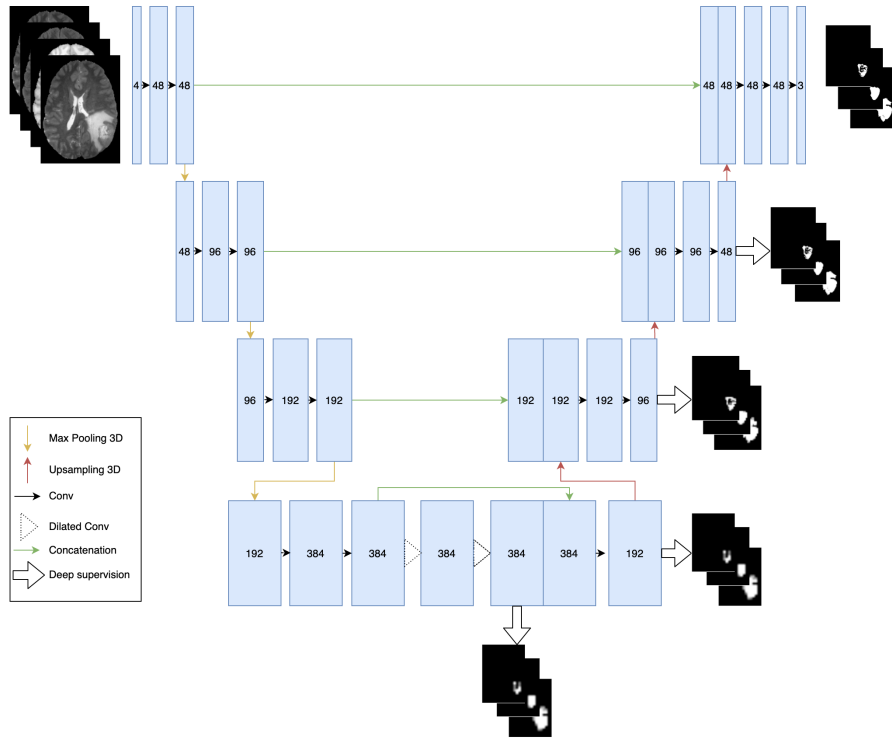 4 48 48 48 48 48 48 3
48 96 96 96 96 96 48
96 192 192 192 192 192 96
Max Pooling 3D
Upsampling 3D
Conv
Dilated Conv
Concatenation
Deep supervision
192 384 384 384 384 384 192